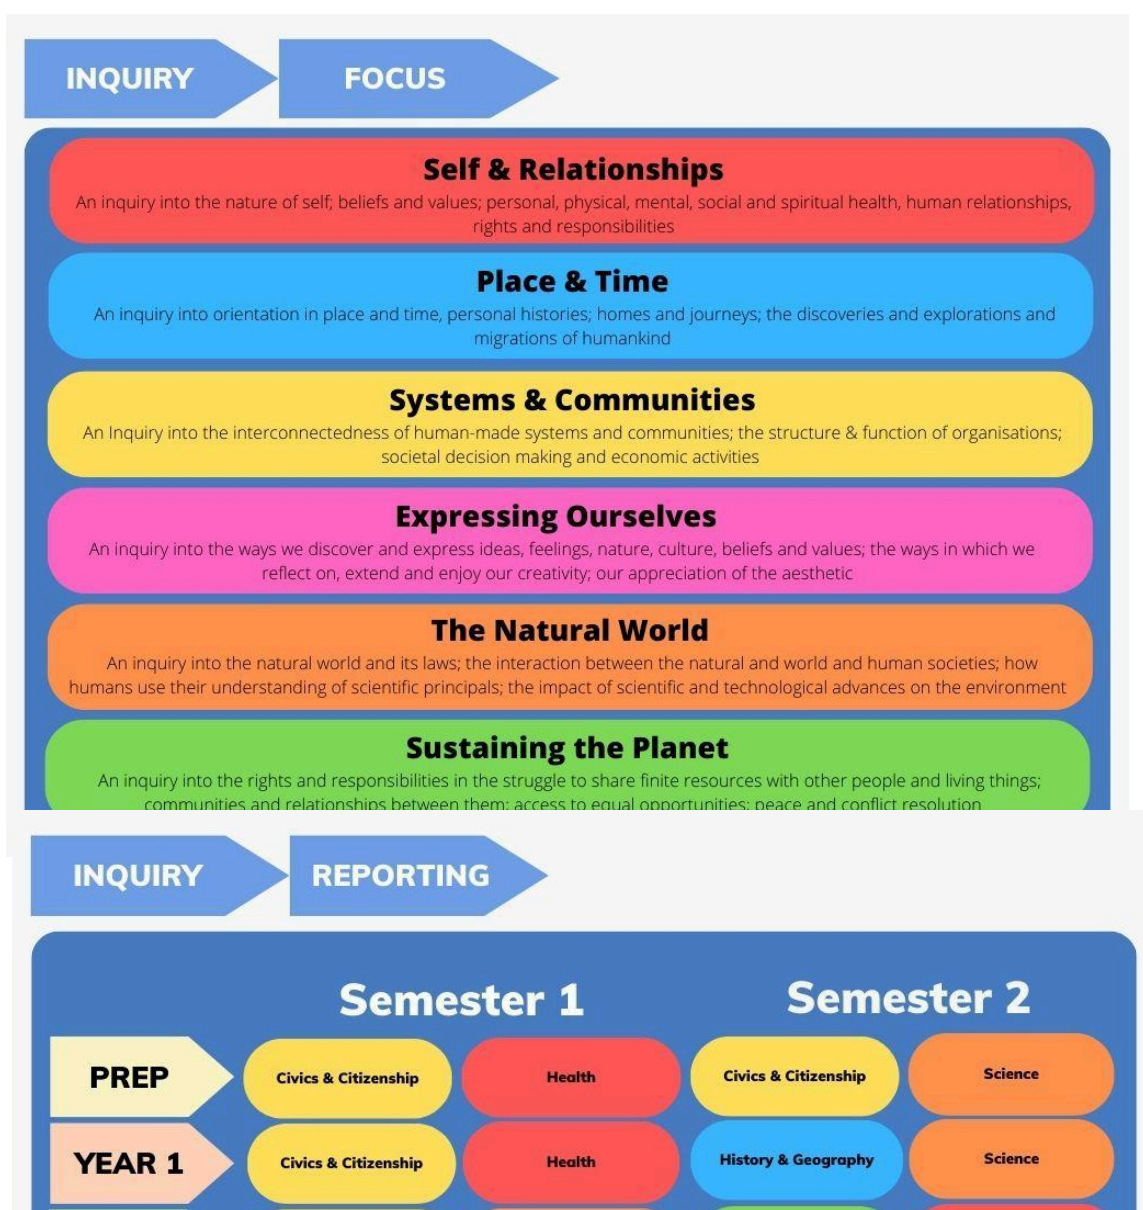 INQUIRY FOCUS
Self & Relationships
An inquiry into the nature of self; beliefs and values; personal, physical, mental, social and spiritual health, human relationships,
rights and responsibilities
Place & Time
An inquiry into orientation in place and time, personal histories; homes and journeys; the discoveries and explorations and
migrations of humankind
Systems & Communities
An Inquiry into the interconnectedness of human-made systems and communities; the structure & function of organisations;
societal decision making and economic activities
Expressing Ourselves
An inquiry into the ways we discover and express ideas, feelings, nature, culture, beliefs and values; the ways in which we
reflect on, extend and enjoy our creativity; our appreciation of the aesthetic
The Natural World
An inquiry into the natural world and its laws; the interaction between the natural and world and human societies; how
humans use their understanding of scientific principals; the impact of scientific and technological advances on the environment
Sustaining the Planet
An inquiry into the rights and responsibilities in the struggle to share finite resources with other people and living things;
communities and relationships between them; access to equal opportunities; peace and conflict resolution
INQUIRY REPORTING
Semester 1 Semester 2
PREP Civics & Citizenship Health Civics & Citizenship Science
YEAR 1 Civics & Citizenship Health History & Geography Science